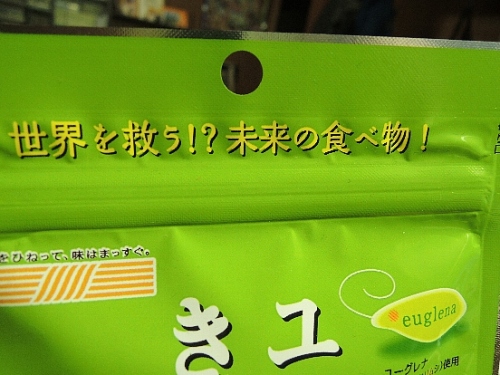 世界を救う!?未来の食べ物！
をひねって、味はまっすぐ。
euglena
ユ
き
ユーグレナ
シ)使用